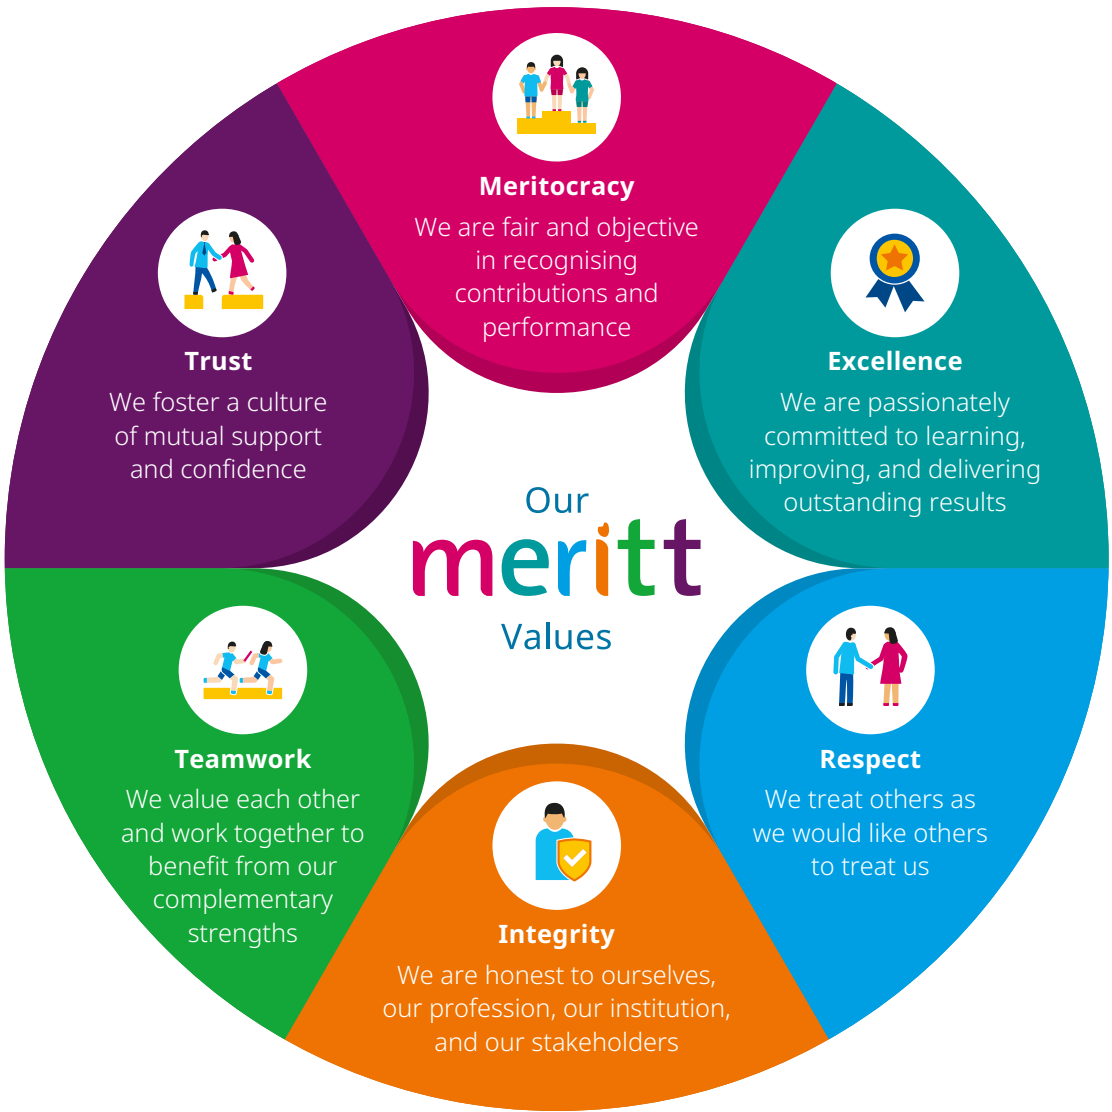 Meritocracy
We are fair and objective
in recognising
contributions and
performance
Excellence
We are passionately
committed to learning,
improving, and delivering
outstanding results
Respect
We treat others as
we would like others
to treat us
Integrity
We are honest to ourselves,
our profession, our institution,
and our stakeholders
Teamwork
We value each other
and work together to
benefit from our
complementary
strengths
Trust
We foster a culture
of mutual support
and confidence
Our
meritt
Values